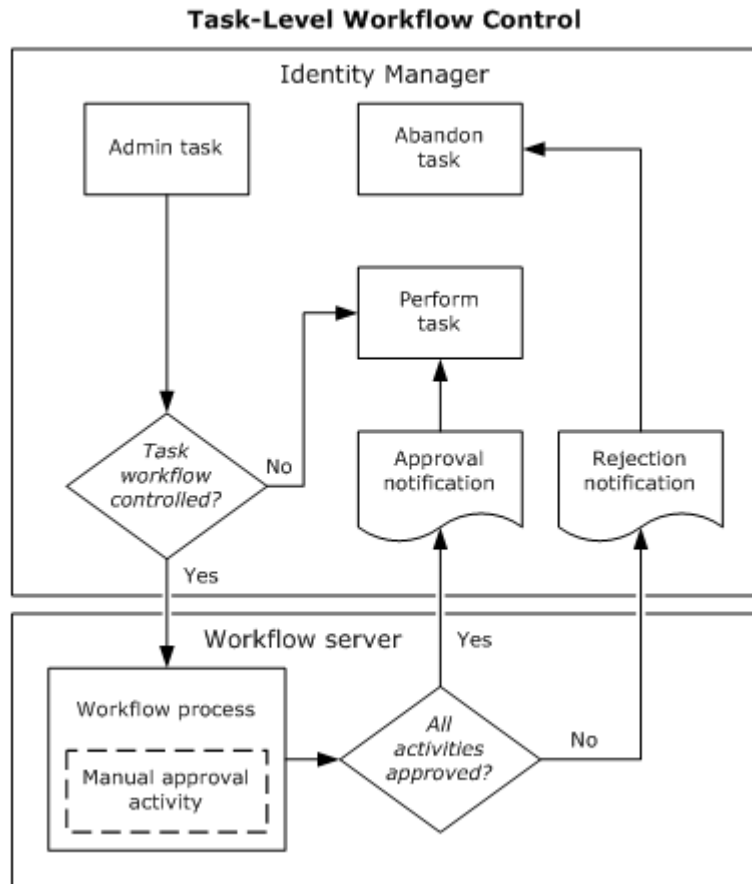 Task-Level Workflow Control
Identity Manager
Admin task
Abandon
task
Perform
task
Task
workflow
controlled?
No
Approval
notification
Rejection
notification
Yes
Workflow server
Yes
Workflow process
Manual approval
activity
All
activities
approved?
No